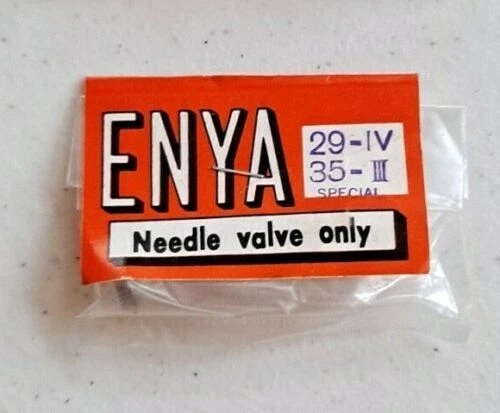 ENYA
29-IV
35-III
SPECIAL
Needle valve only